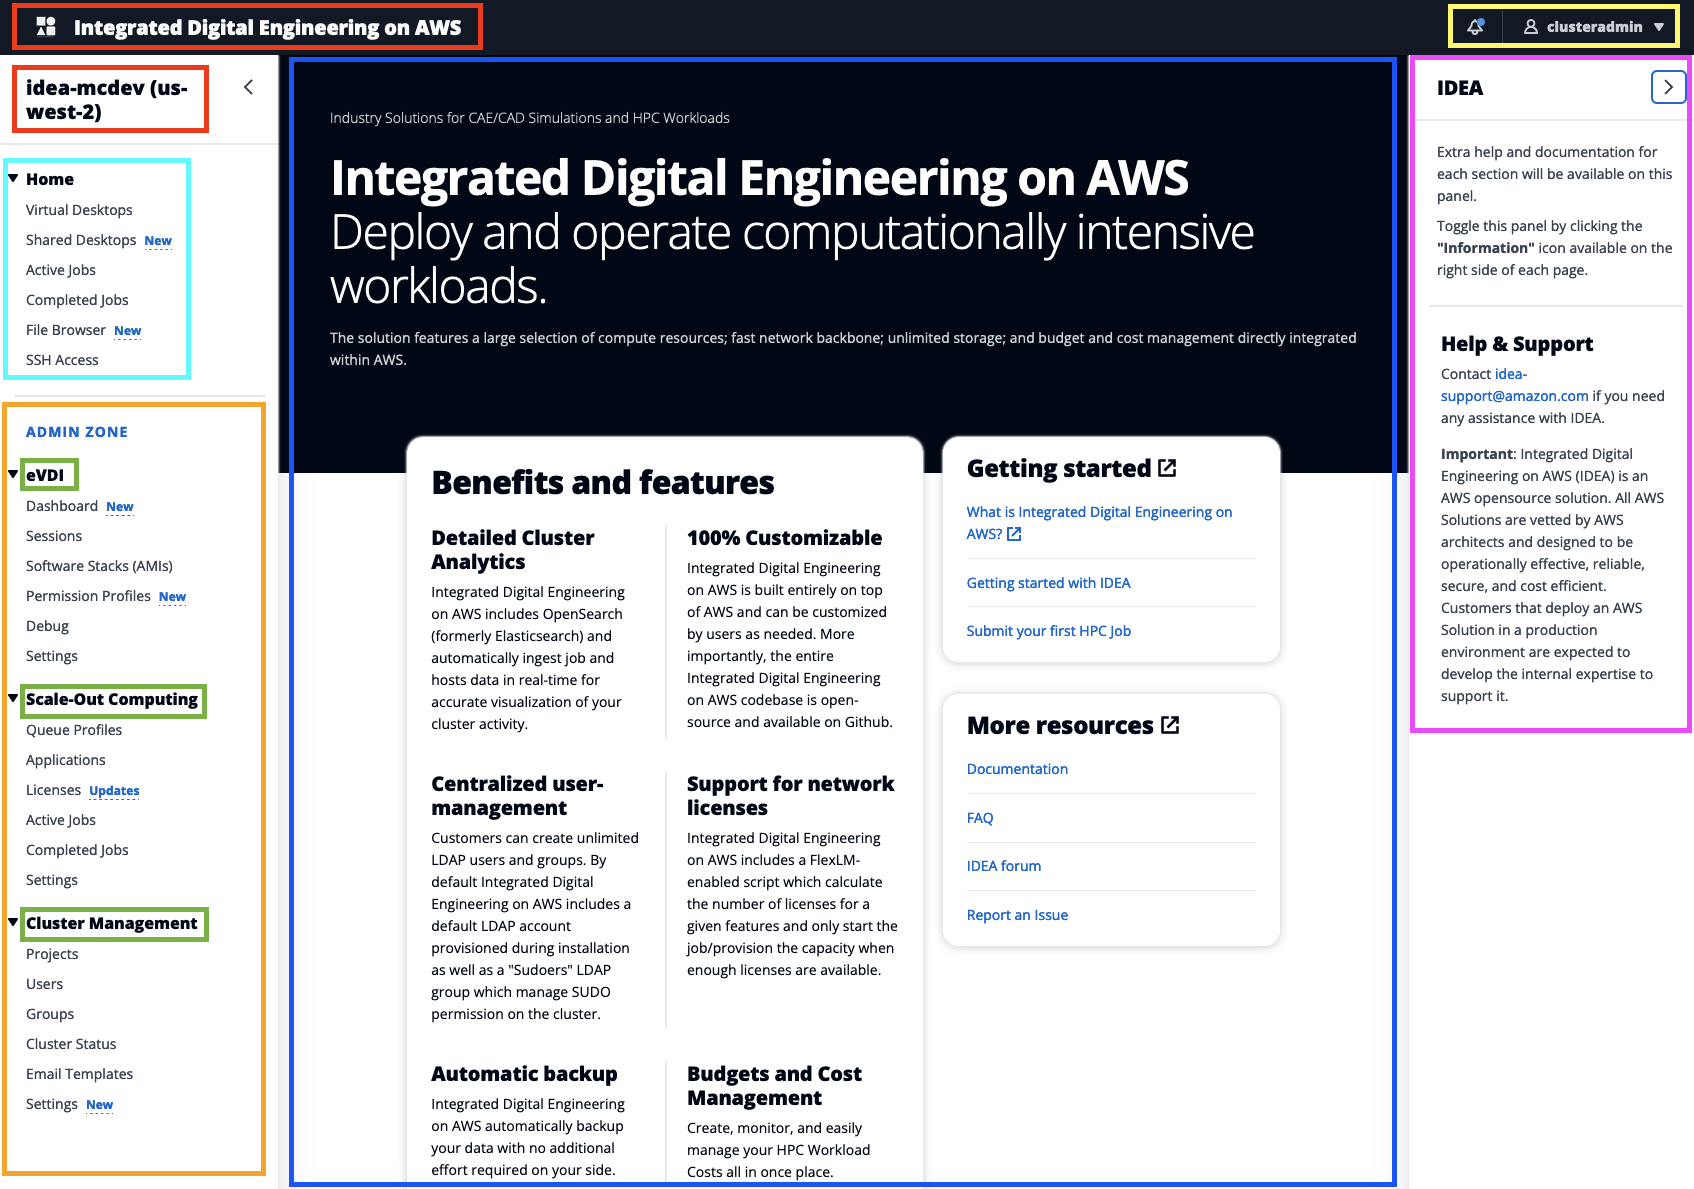 Integrated Digital Engineering on AWS
clusteradmin
idea-mcdev (us-
west-2)
Home
Virtual Desktops
Shared Desktops New
Active Jobs
Completed Jobs
File Browser New
SSH Access
ADMIN ZONE
eVDI
Dashboard New
Sessions
Software Stacks (AMIs)
Permission Profiles New
Debug
Settings
Scale-Out Computing
Queue Profiles
Applications
Licenses Updates
Active Jobs
Completed Jobs
Settings
Cluster Management
Projects
Users
Groups
Cluster Status
Email Templates
Settings New
Industry Solutions for CAE/CAD Simulations and HPC Workloads
Integrated Digital Engineering on AWS
Deploy and operate computationally intensive
workloads.
The solution features a large selection of compute resources; fast network backbone; unlimited storage; and budget and cost management directly integrated
within AWS.
Benefits and features
Detailed Cluster
Analytics
Integrated Digital Engineering
on AWS includes OpenSearch
(formerly Elasticsearch) and
automatically ingest job and
hosts data in real-time for
accurate visualization of your
cluster activity.
100% Customizable
Integrated Digital Engineering
on AWS is built entirely on top
of AWS and can be customized
by users as needed. More
importantly, the entire
Integrated Digital Engineering
on AWS codebase is open-
source and available on Github.
Centralized user-
management
Customers can create unlimited
LDAP users and groups. By
default Integrated Digital
Engineering on AWS includes a
default LDAP account
provisioned during installation
as well as a "Sudoers" LDAP
group which manage SUDO
permission on the cluster.
Support for network
licenses
Integrated Digital Engineering
on AWS includes a FlexLM-
enabled script which calculate
the number of licenses for a
given features and only start the
job/provision the capacity when
enough licenses are available.
Automatic backup
Integrated Digital Engineering
on AWS automatically backup
your data with no additional
effort required on your side.
Budgets and Cost
Management
Create, monitor, and easily
manage your HPC Workload
Costs all in once place.
Getting started
What is Integrated Digital Engineering on
AWS?
Getting started with IDEA
Submit your first HPC Job
More resources
Documentation
FAQ
IDEA forum
Report an Issue
IDEA
Extra help and documentation for
each section will be available on this
panel.
Toggle this panel by clicking the
"Information" icon available on the
right side of each page.
Help & Support
Contact idea-
support@amazon.com if you need
any assistance with IDEA.
Important: Integrated Digital
Engineering on AWS (IDEA) is an
AWS opensource solution. All AWS
Solutions are vetted by AWS
architects and designed to be
operationally effective, reliable,
secure, and cost efficient.
Customers that deploy an AWS
Solution in a production
environment are expected to
develop the internal expertise to
support it.